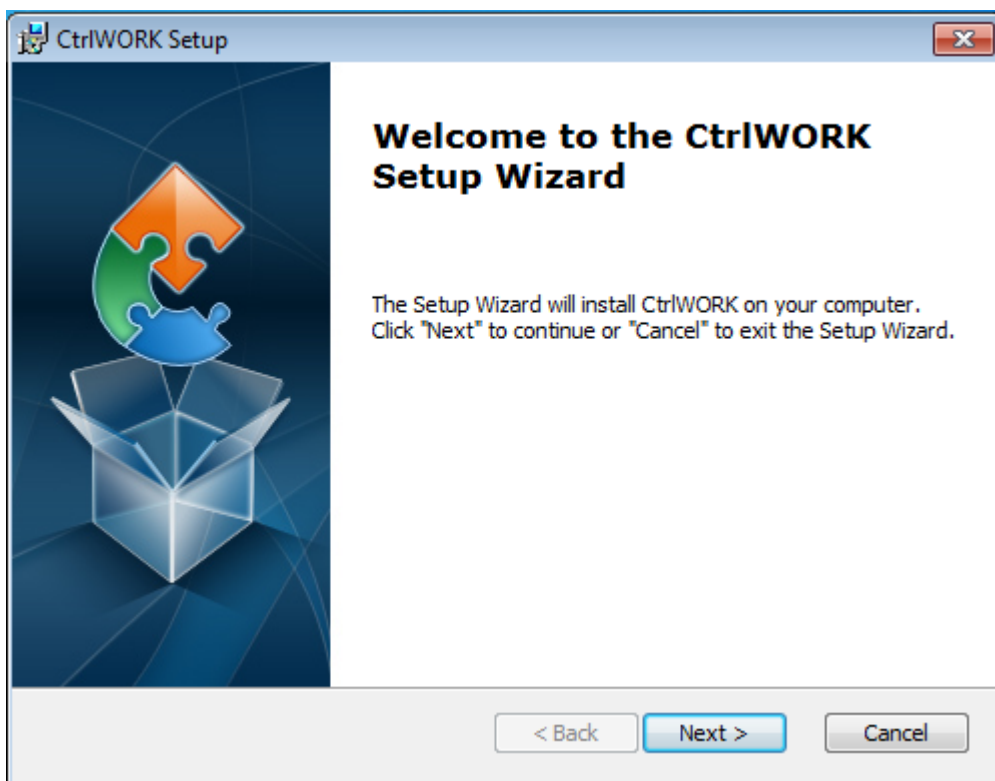 CtrlWORK Setup
Welcome to the CtrlWORK
Setup Wizard
The Setup Wizard will install CtrlWORK on your computer.
Click "Next" to continue or "Cancel" to exit the Setup Wizard.
< Back Next > Cancel